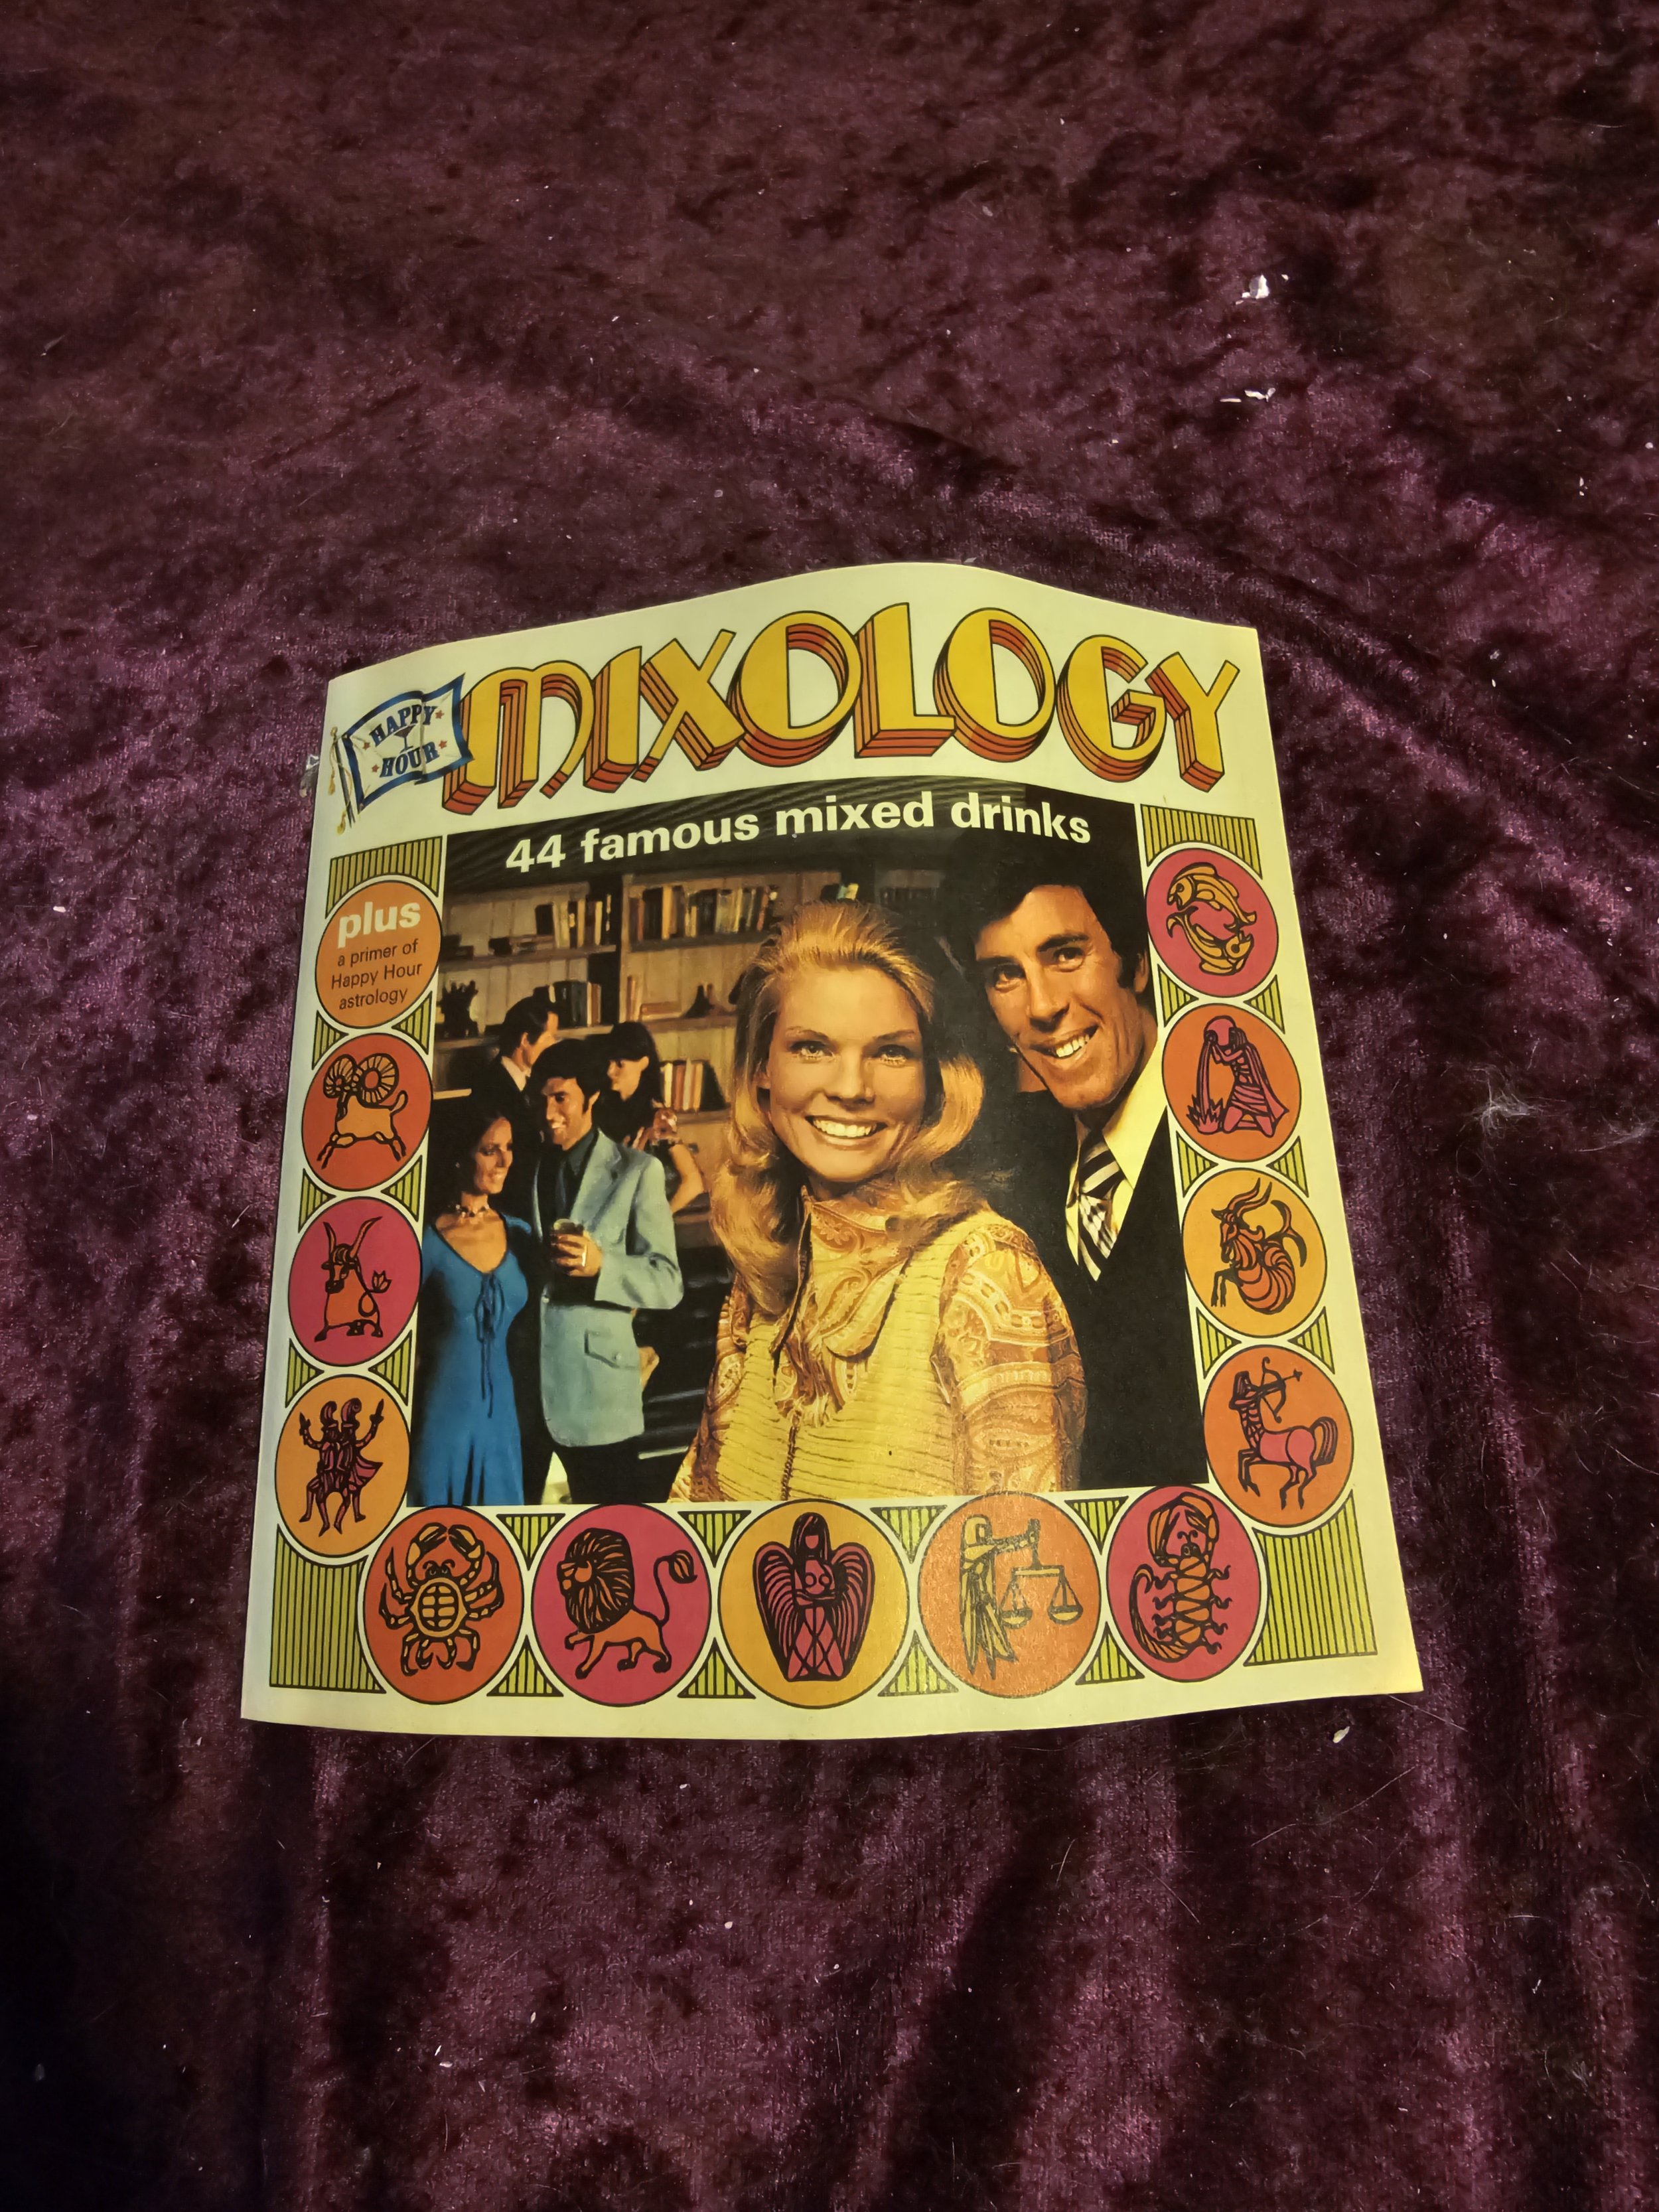 HAPPY
HOUR
MIXOLOGY
44 famous mixed drinks
plus
a primer of
Happy Hour
astrology